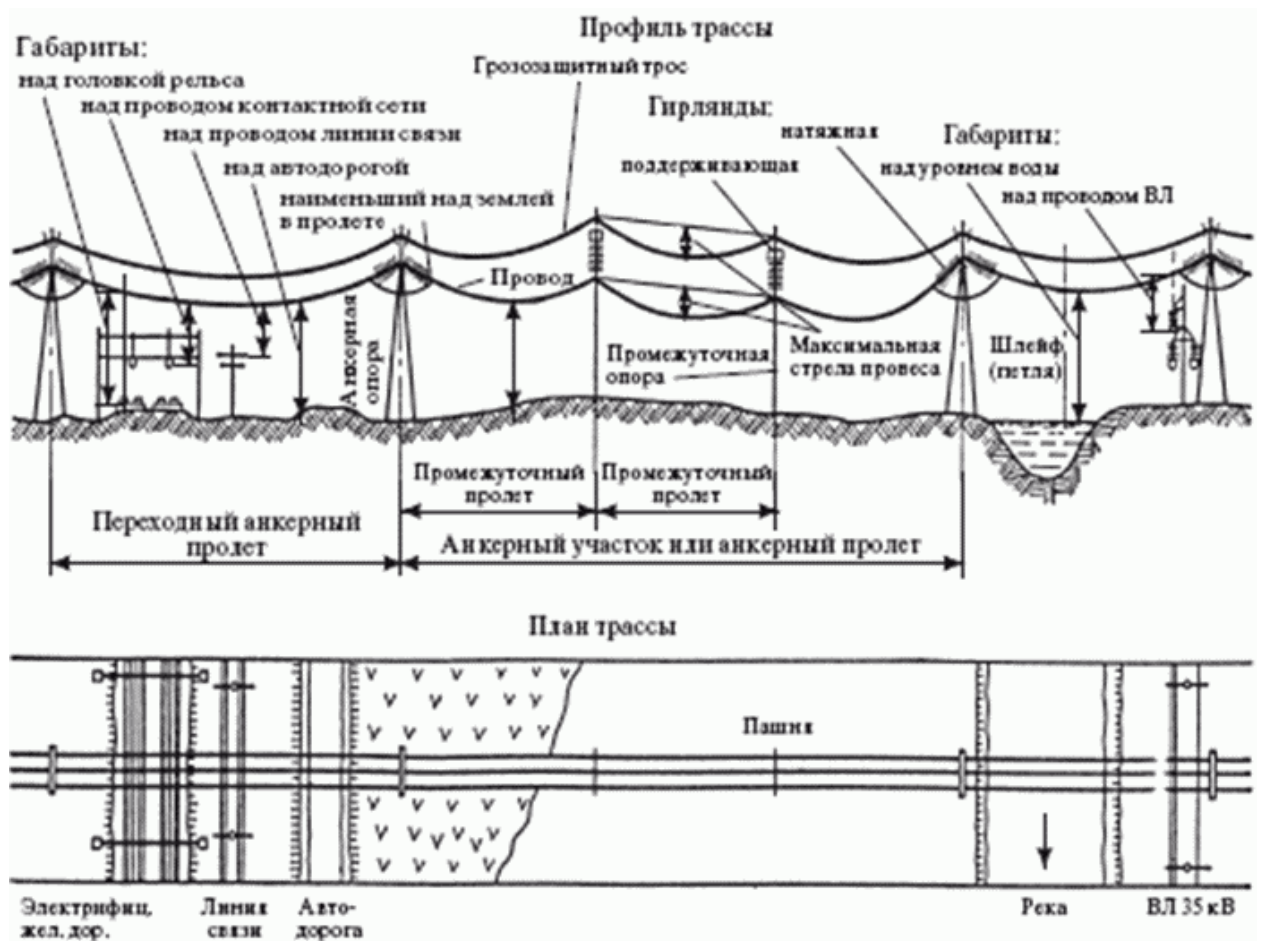 Профиль трассы
Габариты:
над головкой рельса
над проводом контактной сети
над проводом линии связи
над автодорогой
наименьший над землей
в пролете
Грозозащитный трос
Гирлянды:
натяжная
поддерживающая
Габариты:
над уровнем воды
над проводом ВЛ
Провод
Анкерная
опора
Промежуточная
опора
Максимальная
стрела провеса
Шлейф
(петля)
Промежуточный
пролет
Промежуточный
пролет
Переходный анкерный
пролет
Анкерный участок или анкерный пролет
План трассы
Пашня
Электрифиц.
жел. дор.
Линия
связи
Авто-
дорога
Река
ВЛ 35 кВ